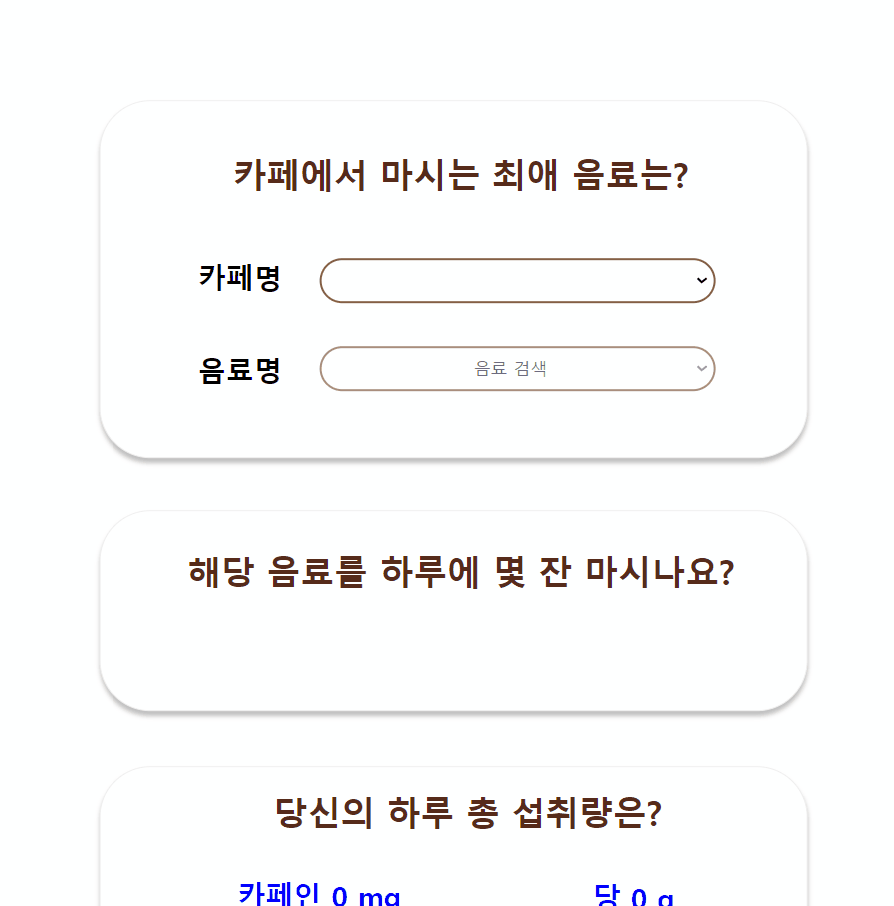 카페에서 마시는 최애 음료는?
카페명
음료명 음료 검색
해당 음료를 하루에 몇 잔 마시나요?
당신의 하루 총 섭취량은?
카페인 0 mg 당 0 g